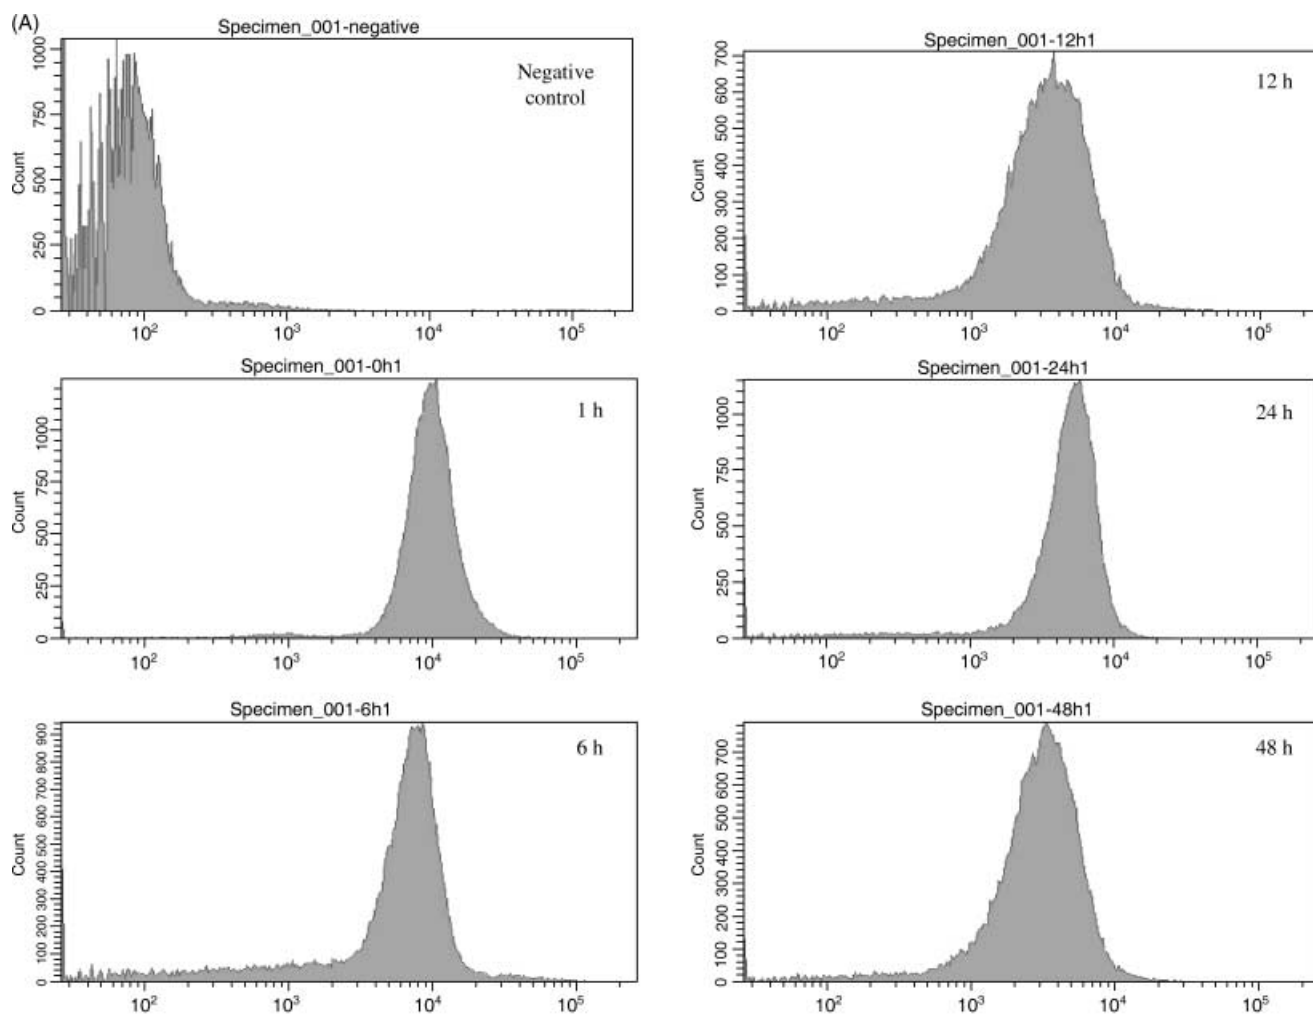 (A)
Specimen_001-negative
Negative
control
Count
0 250 500 750 1000
10² 10³ 10⁴ 10⁵
Specimen_001-12h1
12 h
Count
0 100 200 300 400 500 600 700
10² 10³ 10⁴ 10⁵
Specimen_001-0h1
1 h
Count
0 250 500 750 1000
10² 10³ 10⁴ 10⁵
Specimen_001-24h1
24 h
Count
0 250 500 750 1000
10² 10³ 10⁴ 10⁵
Specimen_001-6h1
6 h
Count
0 100 200 300 400 500 600 700 800 900
10² 10³ 10⁴ 10⁵
Specimen_001-48h1
48 h
Count
0 100 200 300 400 500 600 700
10² 10³ 10⁴ 10⁵